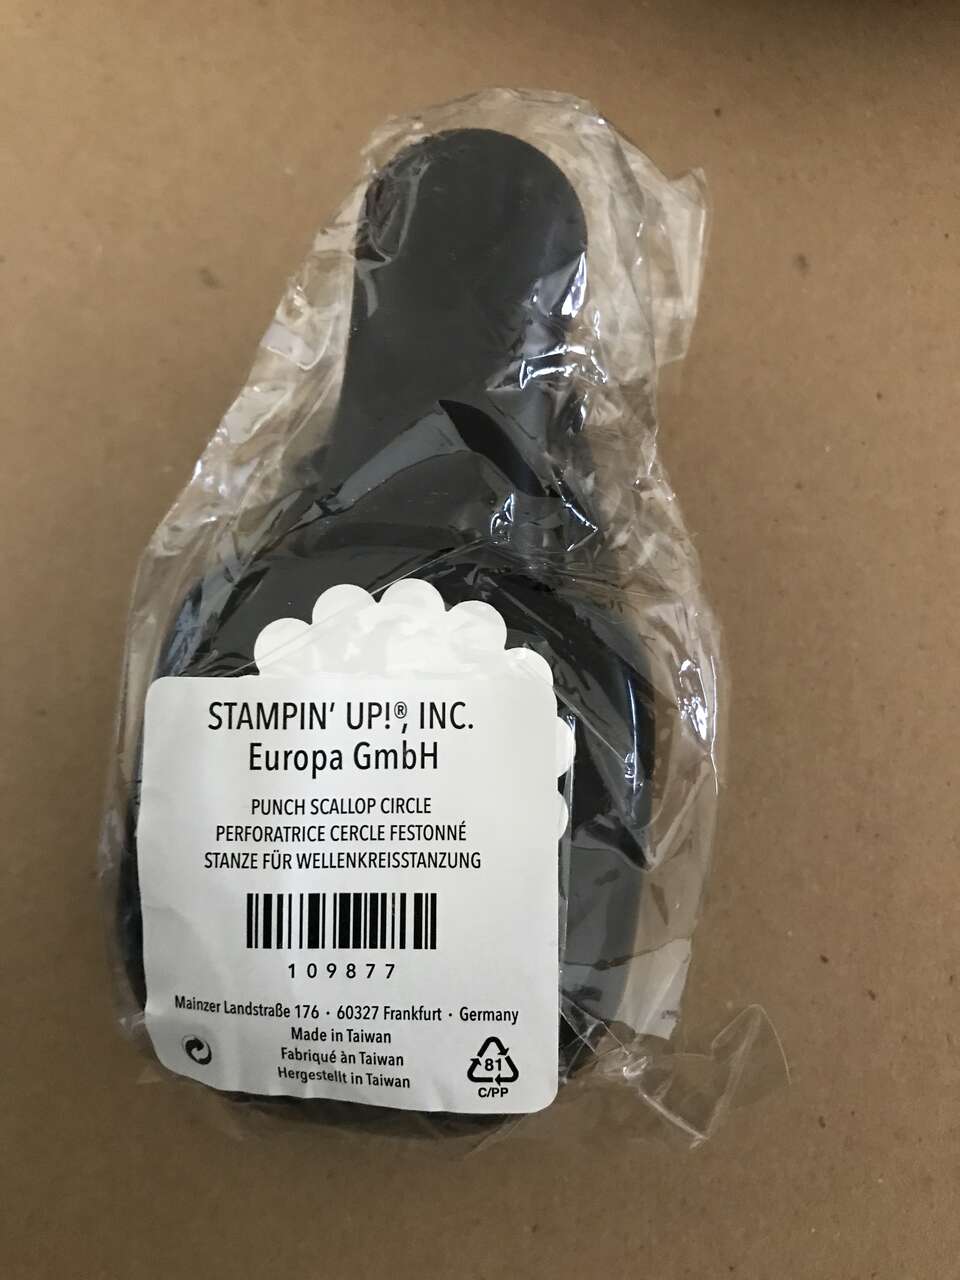 STAMPIN' UP!®, INC.
Europa GmbH
PUNCH SCALLOP CIRCLE
PERFORATRICE CERCLE FESTONNÉ
STANZE FÜR WELLENKREISSTANZUNG
109877
Mainzer Landstraße 176 · 60327 Frankfurt · Germany
Made in Taiwan
Fabriqué àn Taiwan
Hergestellt in Taiwan
81
C/PP